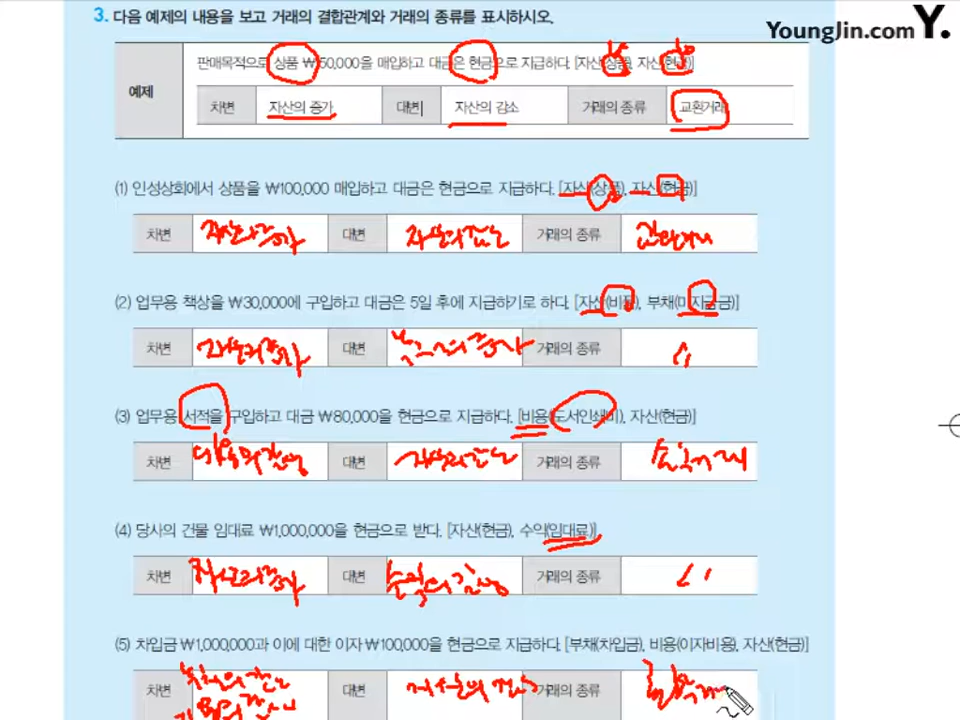 3. 다음 예제의 내용을 보고 거래의 결합관계와 거래의 종류를 표시하시오.
YoungJin.com Y.
예제
판매목적으로 상품 ₩50,000을 매입하고 대금은 현금으로 지급하다. [자산(상품), 자산(현금)]
차변 자산의 증가 대변 자산의 감소 거래의 종류 교환거래
(1) 인성상회에서 상품을 ₩100,000 매입하고 대금은 현금으로 지급하다. [자산(상품), 자산(현금)]
차변 자산의 증가 대변 자산의 감소 거래의 종류 교환거래
(2) 업무용 책상을 ₩30,000에 구입하고 대금은 5일 후에 지급하기로 하다. [자산(비품), 부채(미지급금)]
차변 자산의 증가 대변 부채의 증가 거래의 종류 〃
(3) 업무용 서적을 구입하고 대금 ₩80,000을 현금으로 지급하다. [비용(도서인쇄비), 자산(현금)]
차변 비용의 발생 대변 자산의 감소 거래의 종류 손익거래
(4) 당사의 건물 임대료 ₩1,000,000을 현금으로 받다. [자산(현금), 수익(임대료)]
차변 자산의 증가 대변 수익의 발생 거래의 종류 〃
(5) 차입금 ₩1,000,000과 이에 대한 이자 ₩100,000을 현금으로 지급하다. [부채(차입금), 비용(이자비용), 자산(현금)]
부채의 감소
차변 대변 자산의 감소 거래의 종류
비용의 발생